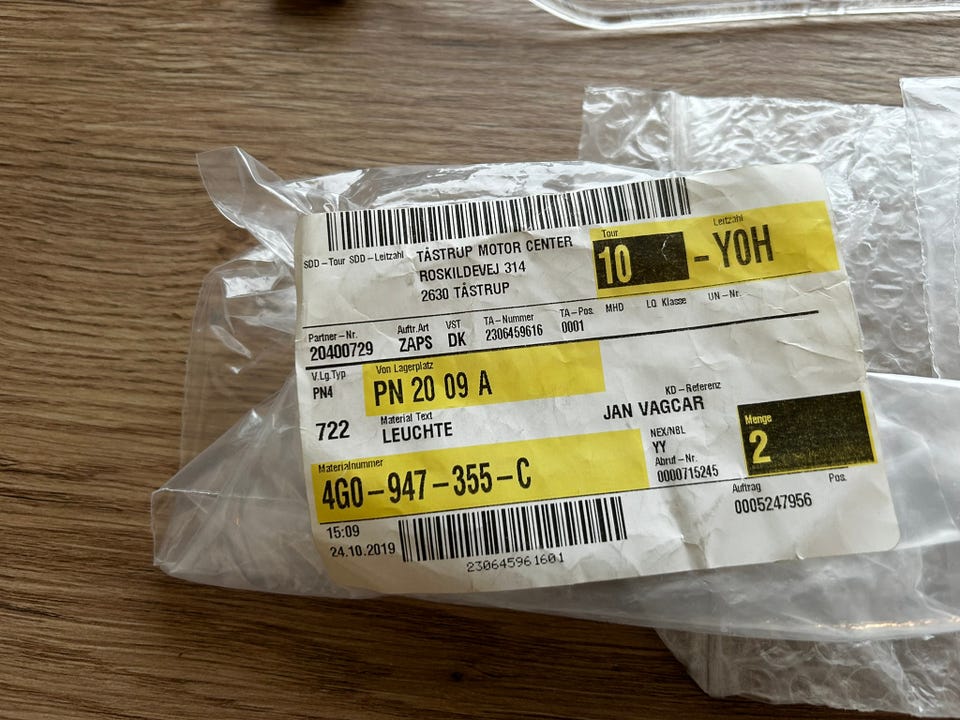 SDD-Tour SDD-Leitzahl
TÅSTRUP MOTOR CENTER
ROSKILDEVEJ 314
2630 TÅSTRUP
Tour
Leitzahl
10 - Y0H
Partner-Nr. Auftr.Art VST TA-Nummer TA-Pos. MHD LQ Klasse UN-Nr.
20400729 ZAPS DK 2306459616 0001
V.Lg.Typ Von Lagerplatz
PN4 PN 20 09 A
KD-Referenz
JAN VAGCAR
Material Text
722 LEUCHTE
NEX/NBL
YY
Menge
2
Materialnummer
4G0-947-355-C
Abruf-Nr.
0000715245
Auftrag Pos.
0005247956
15:09
24.10.2019
230645961601